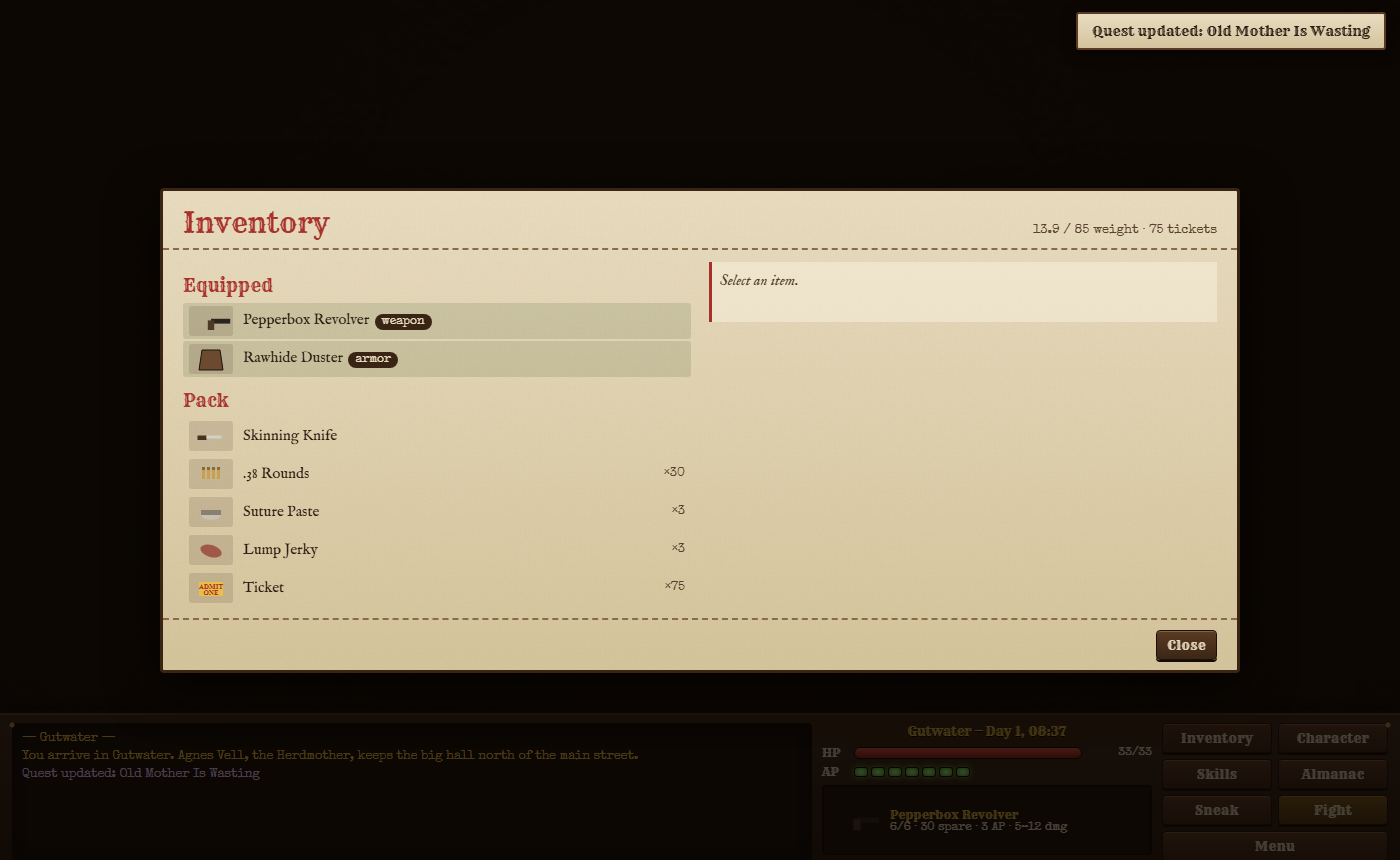 Quest updated: Old Mother Is Wasting
Inventory
13.9 / 85 weight · 75 tickets
Equipped
Pepperbox Revolver weapon
Rawhide Duster armor
Select an item.
Pack
Skinning Knife
.38 Rounds ×30
Suture Paste ×3
Lump Jerky ×3
ADMIT
ONE
Ticket ×75
Close
— Gutwater —
You arrive in Gutwater. Agnes Vell, the Herdmother, keeps the big hall north of the main street.
Quest updated: Old Mother Is Wasting
Gutwater — Day 1, 08:37
HP 33/33
AP
Pepperbox Revolver
6/6 · 30 spare · 3 AP · 5–12 dmg
Inventory
Character
Skills
Almanac
Sneak
Fight
Menu